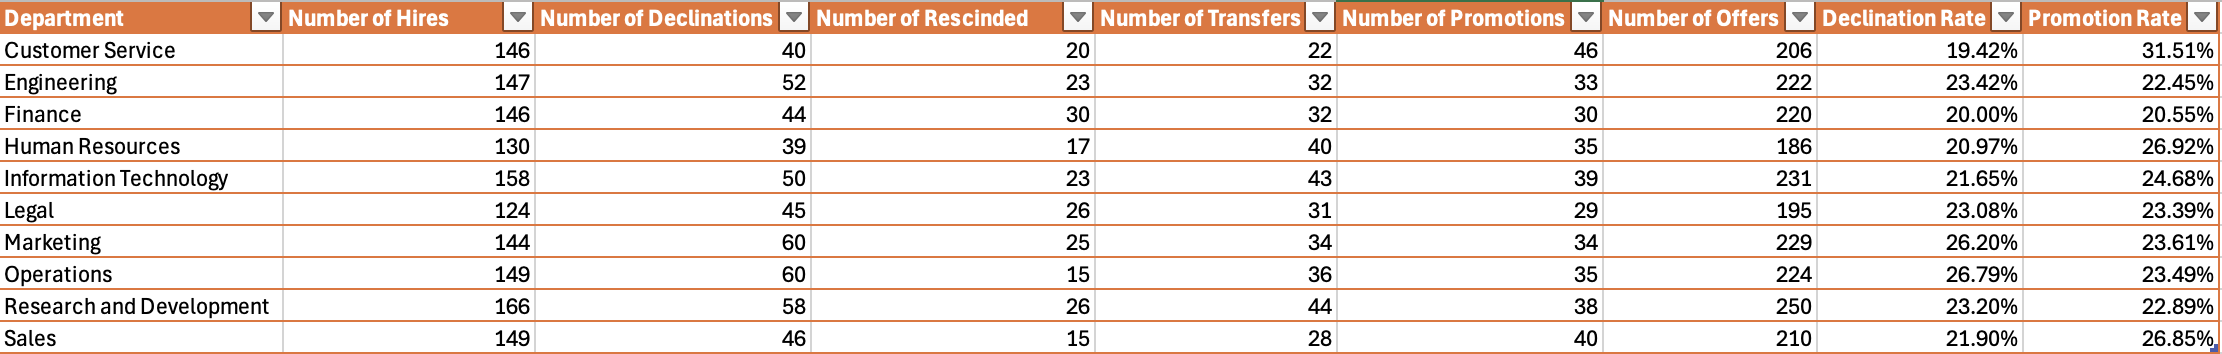 Department Number of Hires Number of Declinations Number of Rescinded Number of Transfers Number of Promotions Number of Offers Declination Rate Promotion Rate
Customer Service 146 40 20 22 46 206 19.42% 31.51%
Engineering 147 52 23 32 33 222 23.42% 22.45%
Finance 146 44 30 32 30 220 20.00% 20.55%
Human Resources 130 39 17 40 35 186 20.97% 26.92%
Information Technology 158 50 23 43 39 231 21.65% 24.68%
Legal 124 45 26 31 29 195 23.08% 23.39%
Marketing 144 60 25 34 34 229 26.20% 23.61%
Operations 149 60 15 36 35 224 26.79% 23.49%
Research and Development 166 58 26 44 38 250 23.20% 22.89%
Sales 149 46 15 28 40 210 21.90% 26.85%